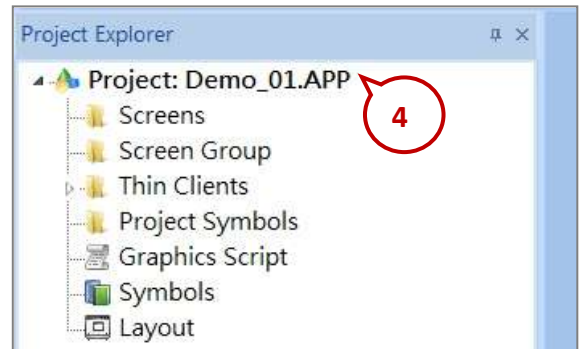 Project Explorer
Project: Demo_01.APP
4
Screens
Screen Group
Thin Clients
Project Symbols
Graphics Script
Symbols
Layout